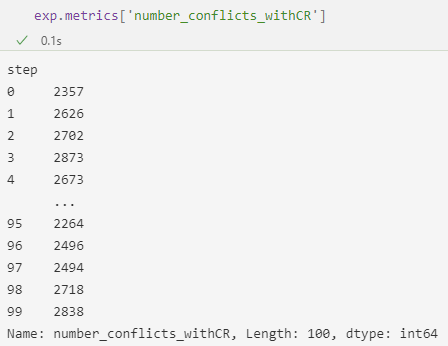 exp.metrics['number_conflicts_withCR']
✓ 0.1s
step
0 2357
1 2626
2 2702
3 2873
4 2673
...
95 2264
96 2496
97 2494
98 2718
99 2838
Name: number_conflicts_withCR, Length: 100, dtype: int64